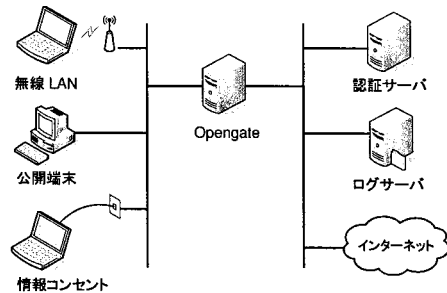 無線 LAN
公開端末
情報コンセント
Opengate
認証サーバ
ログサーバ
インターネット